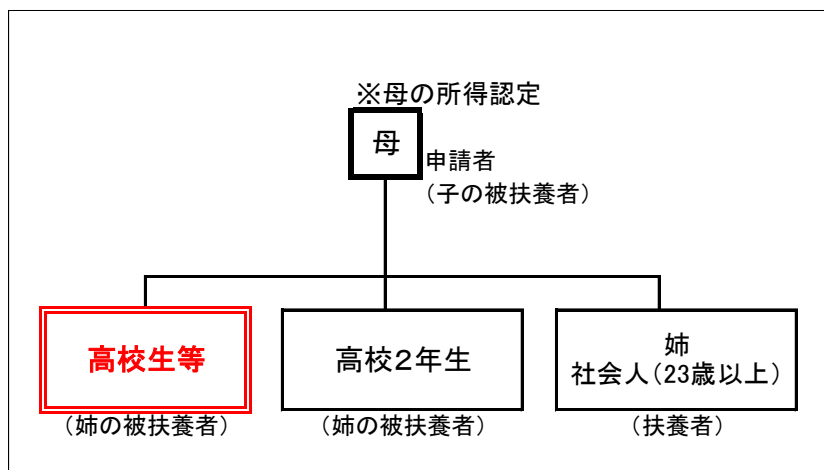 ※母の所得認定
母
申請者
（子の被扶養者）
高校生等
高校２年生
姉
社会人（23歳以上）
（姉の被扶養者）
（姉の被扶養者）
（扶養者）